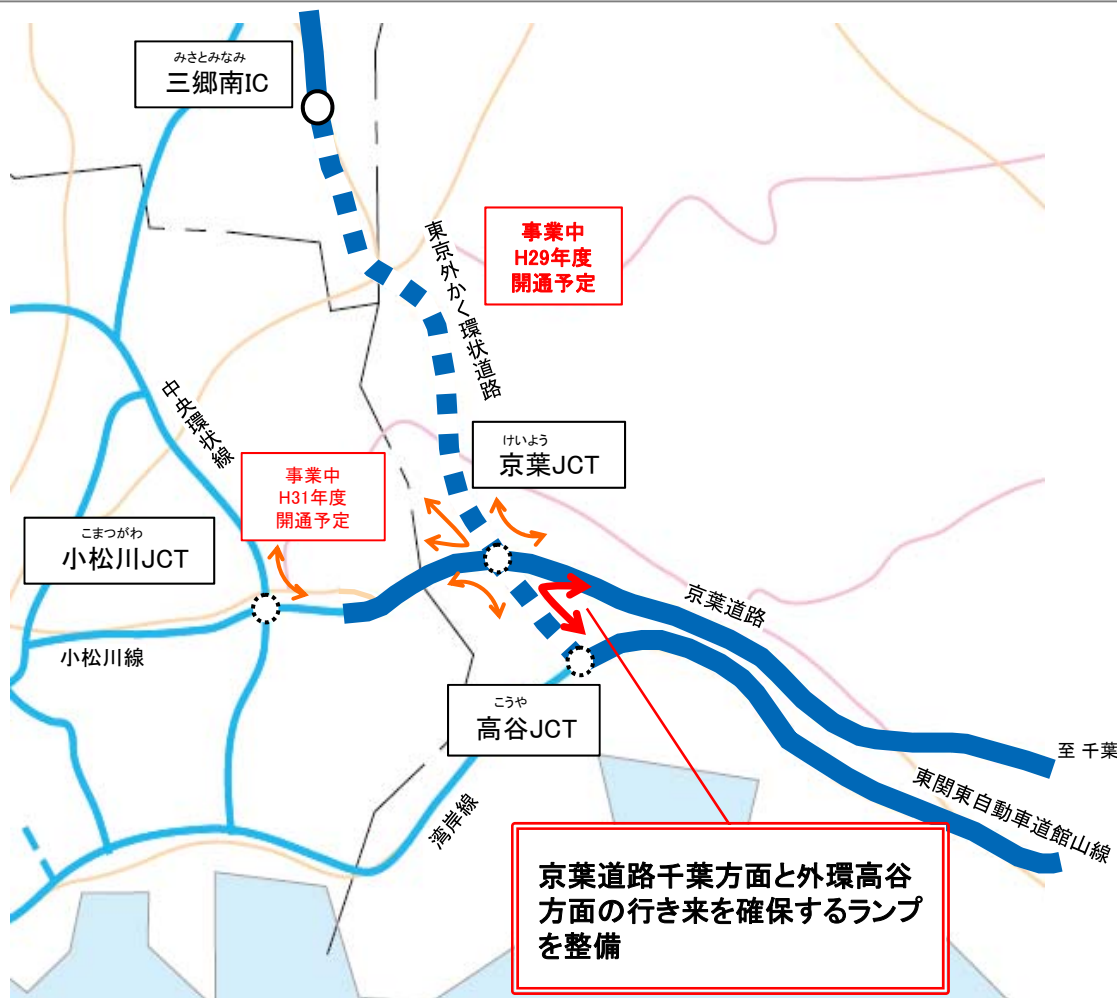 みさとみなみ
三郷南IC
東京外かく環状道路
事業中
H29年度
開通予定
中央環状線
けいよう
京葉JCT
事業中
H31年度
開通予定
こまつがわ
小松川JCT
京葉道路
小松川線
こうや
高谷JCT
至 千葉
東関東自動車道館山線
湾岸線
京葉道路千葉方面と外環高谷
方面の行き来を確保するランプ
を整備